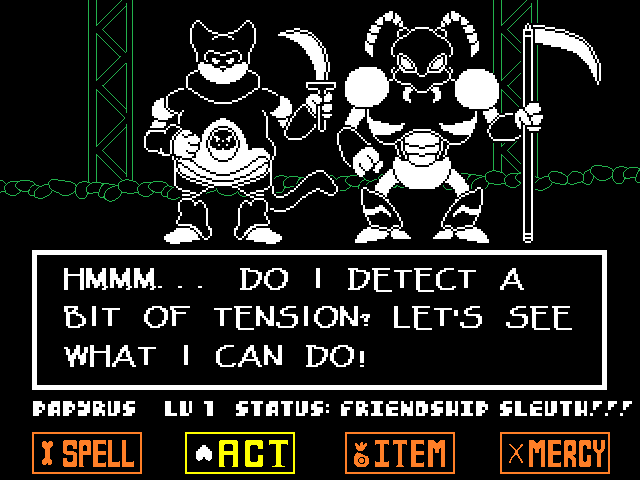 HMMM... DO I DETECT A
BIT OF TENSION? LET'S SEE
WHAT I CAN DO!
PAPYRUS LV 1 STATUS: FRIENDSHIP SLEUTH!!!
SPELL ACT ITEM MERCY